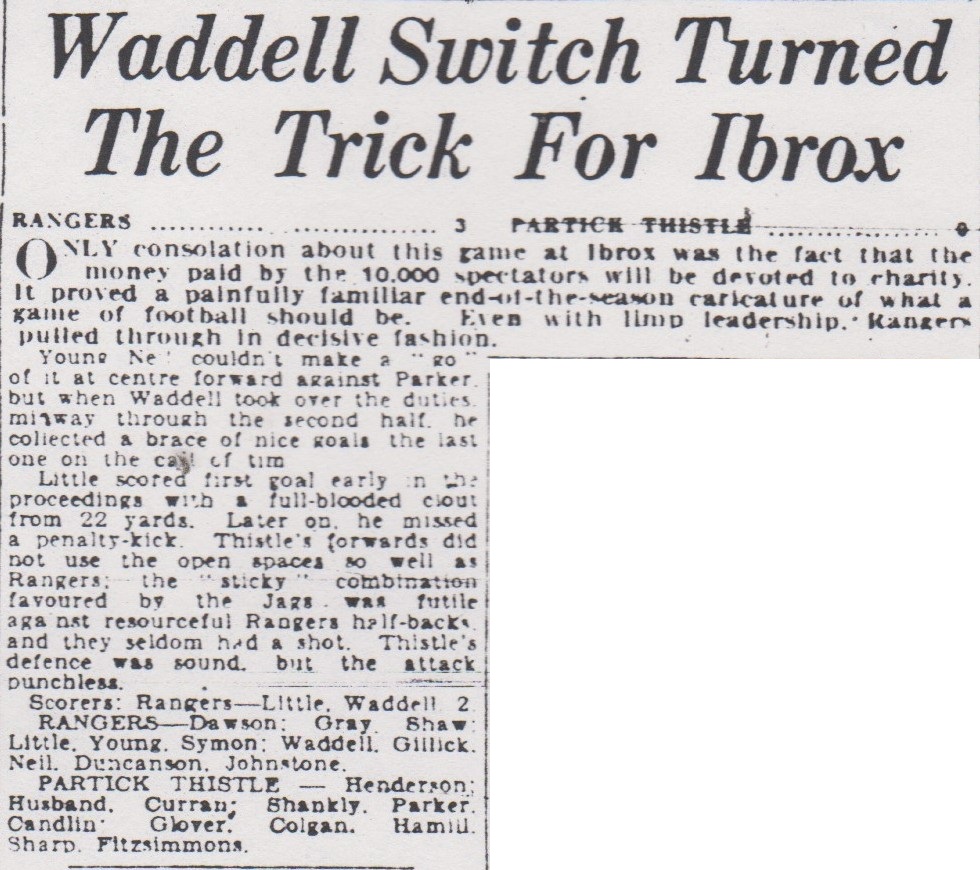 Waddell Switch Turned
The Trick For Ibrox
RANGERS .............................. 3 PARTICK THISTLE .................... 0
ONLY consolation about this game at Ibrox was the fact that the
money paid by the 10,000 spectators will be devoted to charity.
It proved a painfully familiar end-of-the-season caricature of what a
game of football should be. Even with limp leadership, Rangers
pulled through in decisive fashion.
Young Neil couldn't make a "go"
of it at centre forward against Parker,
but when Waddell took over the duties,
midway through the second half, he
collected a brace of nice goals the last
one on the call of tim
Little scored first goal early in the
proceedings with a full-blooded clout
from 22 yards. Later on, he missed
a penalty-kick. Thistle's forwards did
not use the open spaces so well as
Rangers; the "sticky" combination
favoured by the Jags was futile
against resourceful Rangers half-backs,
and they seldom had a shot. Thistle's
defence was sound, but the attack
punchless.
Scorers: Rangers—Little, Waddell 2.
RANGERS—Dawson; Gray, Shaw;
Little, Young, Symon; Waddell, Gillick,
Neil, Duncanson, Johnstone.
PARTICK THISTLE — Henderson;
Husband, Curran; Shankly, Parker,
Candlin; Glover, Colgan, Hamill,
Sharp, Fitzsimmons.